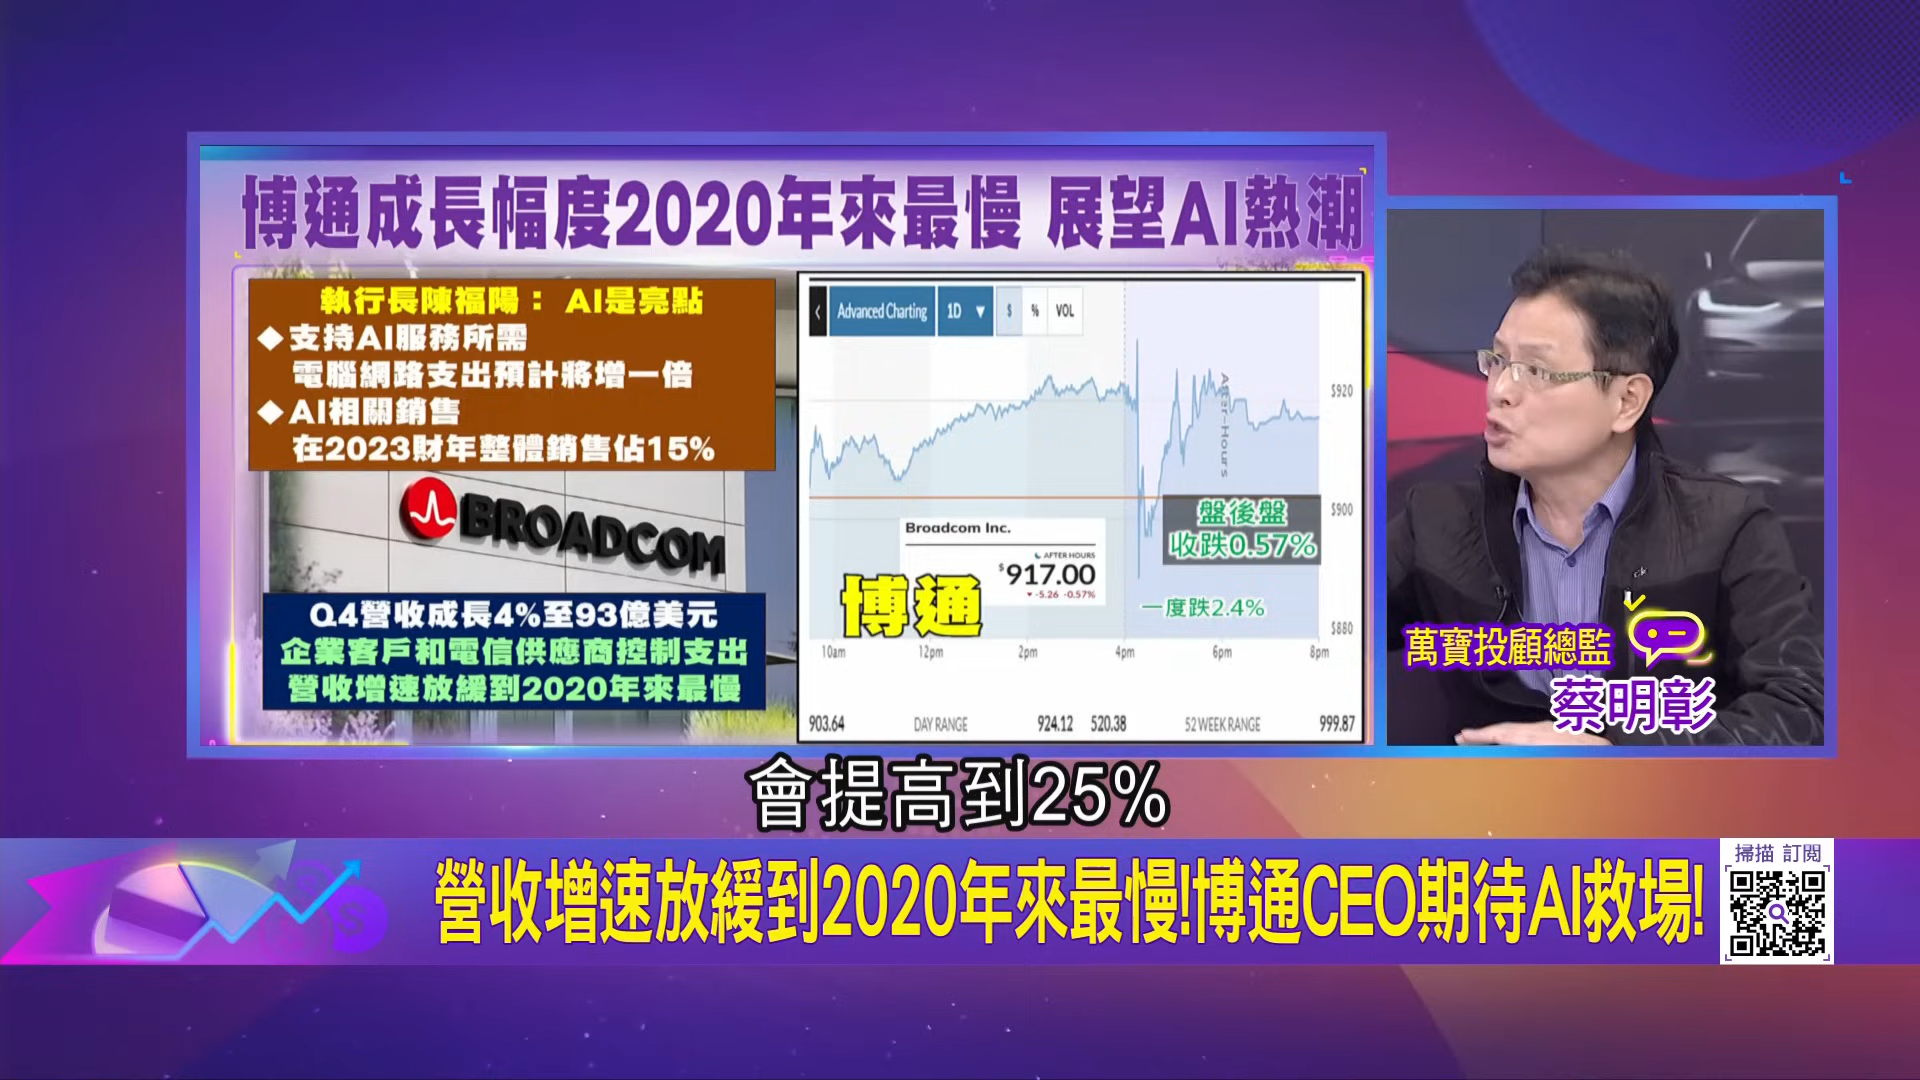 博通成長幅度2020年來最慢 展望AI熱潮
執行長陳福陽： AI是亮點
◆支持AI服務所需
電腦網路支出預計將增一倍
◆AI相關銷售
在2023財年整體銷售佔15%
BROADCOM
Q4營收成長4%至93億美元
企業客戶和電信供應商控制支出
營收增速放緩到2020年來最慢
Advanced Charting
1D ▼
$
%
VOL
After-Hours
$920
$900
$880
盤後盤
收跌0.57%
一度跌2.4%
Broadcom Inc.
AFTER HOURS
$917.00
▼ -5.26 -0.57%
博通
10am
12pm
2pm
4pm
6pm
8pm
903.64
DAY RANGE
924.12
520.38
52 WEEK RANGE
999.87
萬寶投顧總監
蔡明彰
會提高到25%
營收增速放緩到2020年來最慢!博通CEO期待AI救場!
掃描 訂閱